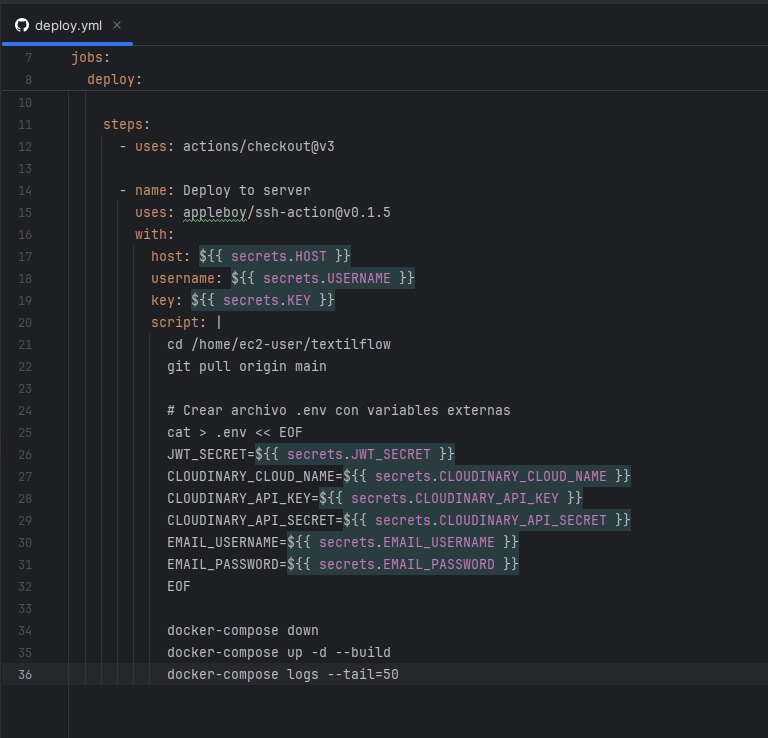 deploy.yml ×
7 jobs:
8 deploy:
10
11 steps:
12 - uses: actions/checkout@v3
13
14 - name: Deploy to server
15 uses: appleboy/ssh-action@v0.1.5
16 with:
17 host: ${{ secrets.HOST }}
18 username: ${{ secrets.USERNAME }}
19 key: ${{ secrets.KEY }}
20 script: |
21 cd /home/ec2-user/textilflow
22 git pull origin main
23
24 # Crear archivo .env con variables externas
25 cat > .env << EOF
26 JWT_SECRET=${{ secrets.JWT_SECRET }}
27 CLOUDINARY_CLOUD_NAME=${{ secrets.CLOUDINARY_CLOUD_NAME }}
28 CLOUDINARY_API_KEY=${{ secrets.CLOUDINARY_API_KEY }}
29 CLOUDINARY_API_SECRET=${{ secrets.CLOUDINARY_API_SECRET }}
30 EMAIL_USERNAME=${{ secrets.EMAIL_USERNAME }}
31 EMAIL_PASSWORD=${{ secrets.EMAIL_PASSWORD }}
32 EOF
33
34 docker-compose down
35 docker-compose up -d --build
36 docker-compose logs --tail=50